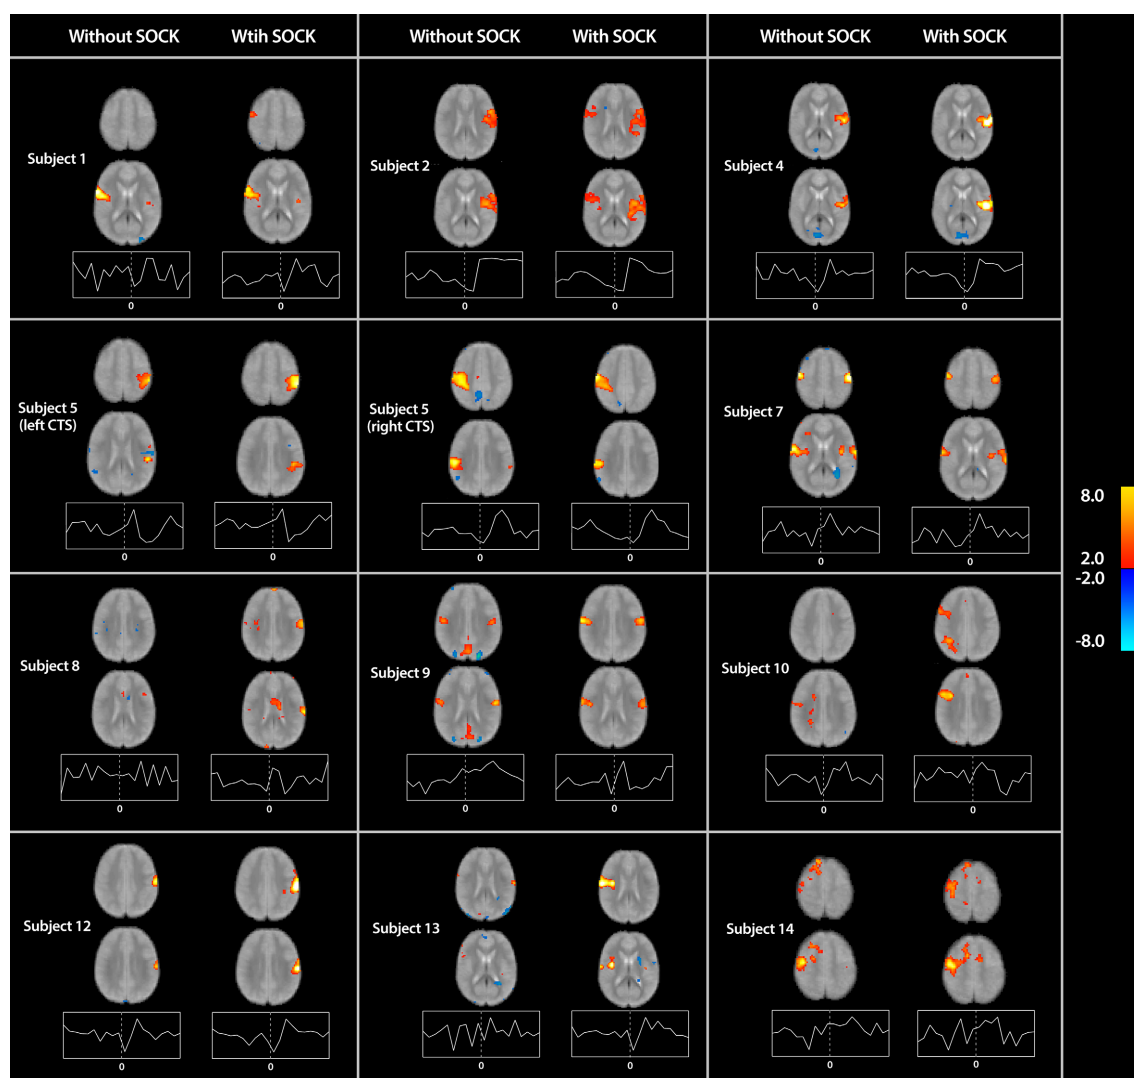 Without SOCK
Wtih SOCK
Without SOCK
With SOCK
Without SOCK
With SOCK
Subject 1
0
0
Subject 2
0
0
Subject 4
0
0
Subject 5
(left CTS)
0
0
Subject 5
(right CTS)
0
0
Subject 7
0
0
8.0
2.0
-2.0
-8.0
Subject 8
0
0
Subject 9
0
0
Subject 10
0
0
Subject 12
0
0
Subject 13
0
0
Subject 14
0
0